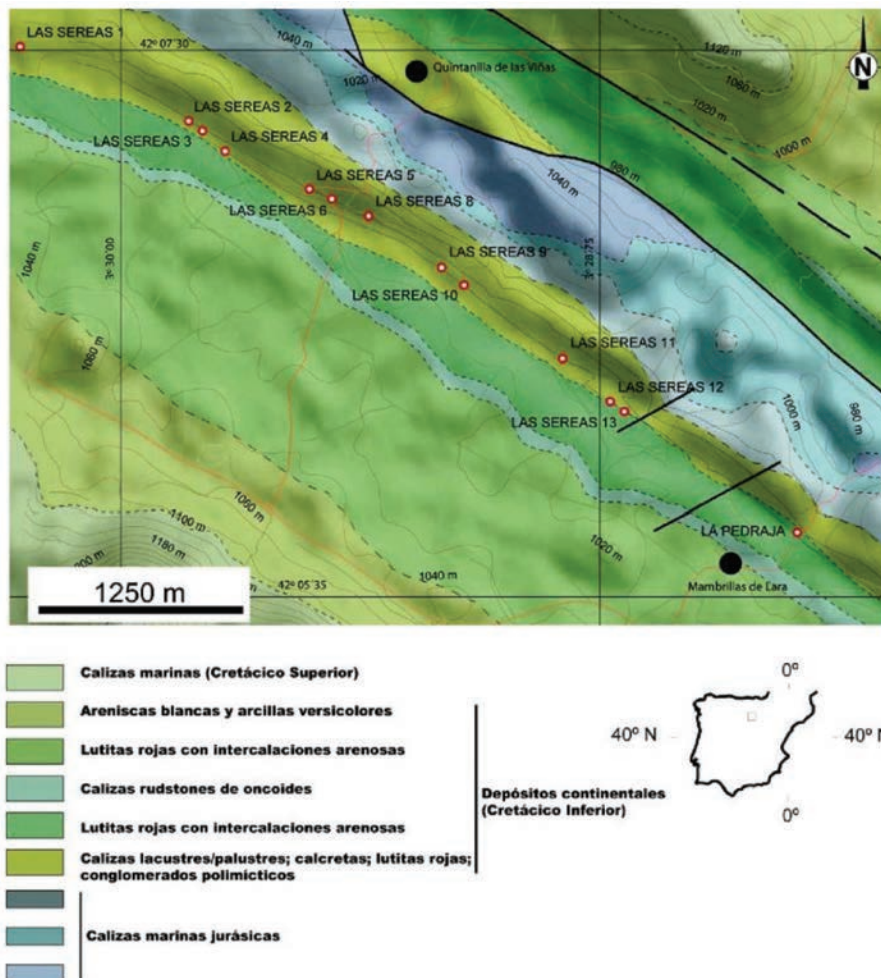 LAS SEREAS 1
42º 07´30
1040 m
1020 m
Quintanilla de las Viñas
1120 m
1060 m
1020 m
1000 m
N
LAS SEREAS 2
LAS SEREAS 3
LAS SEREAS 4
980 m
1040 m
LAS SEREAS 5
LAS SEREAS 6
LAS SEREAS 8
1040 m
3º 30´00
3º 28´75
LAS SEREAS 9
LAS SEREAS 10
1060 m
LAS SEREAS 11
LAS SEREAS 12
LAS SEREAS 13
1000 m
980 m
1060 m
1100 m
1180 m
1020 m
LA PEDRAJA
1040 m
42º 05´35
Mambrillas de Lara
1250 m
Calizas marinas (Cretácico Superior)
Areniscas blancas y arcillas versicolores
Lutitas rojas con intercalaciones arenosas
Calizas rudstones de oncoides
Lutitas rojas con intercalaciones arenosas
Calizas lacustres/palustres; calcretas; lutitas rojas;
conglomerados polimícticos
Depósitos continentales
(Cretácico Inferior)
Calizas marinas jurásicas
0º
40º N
40º N
0º